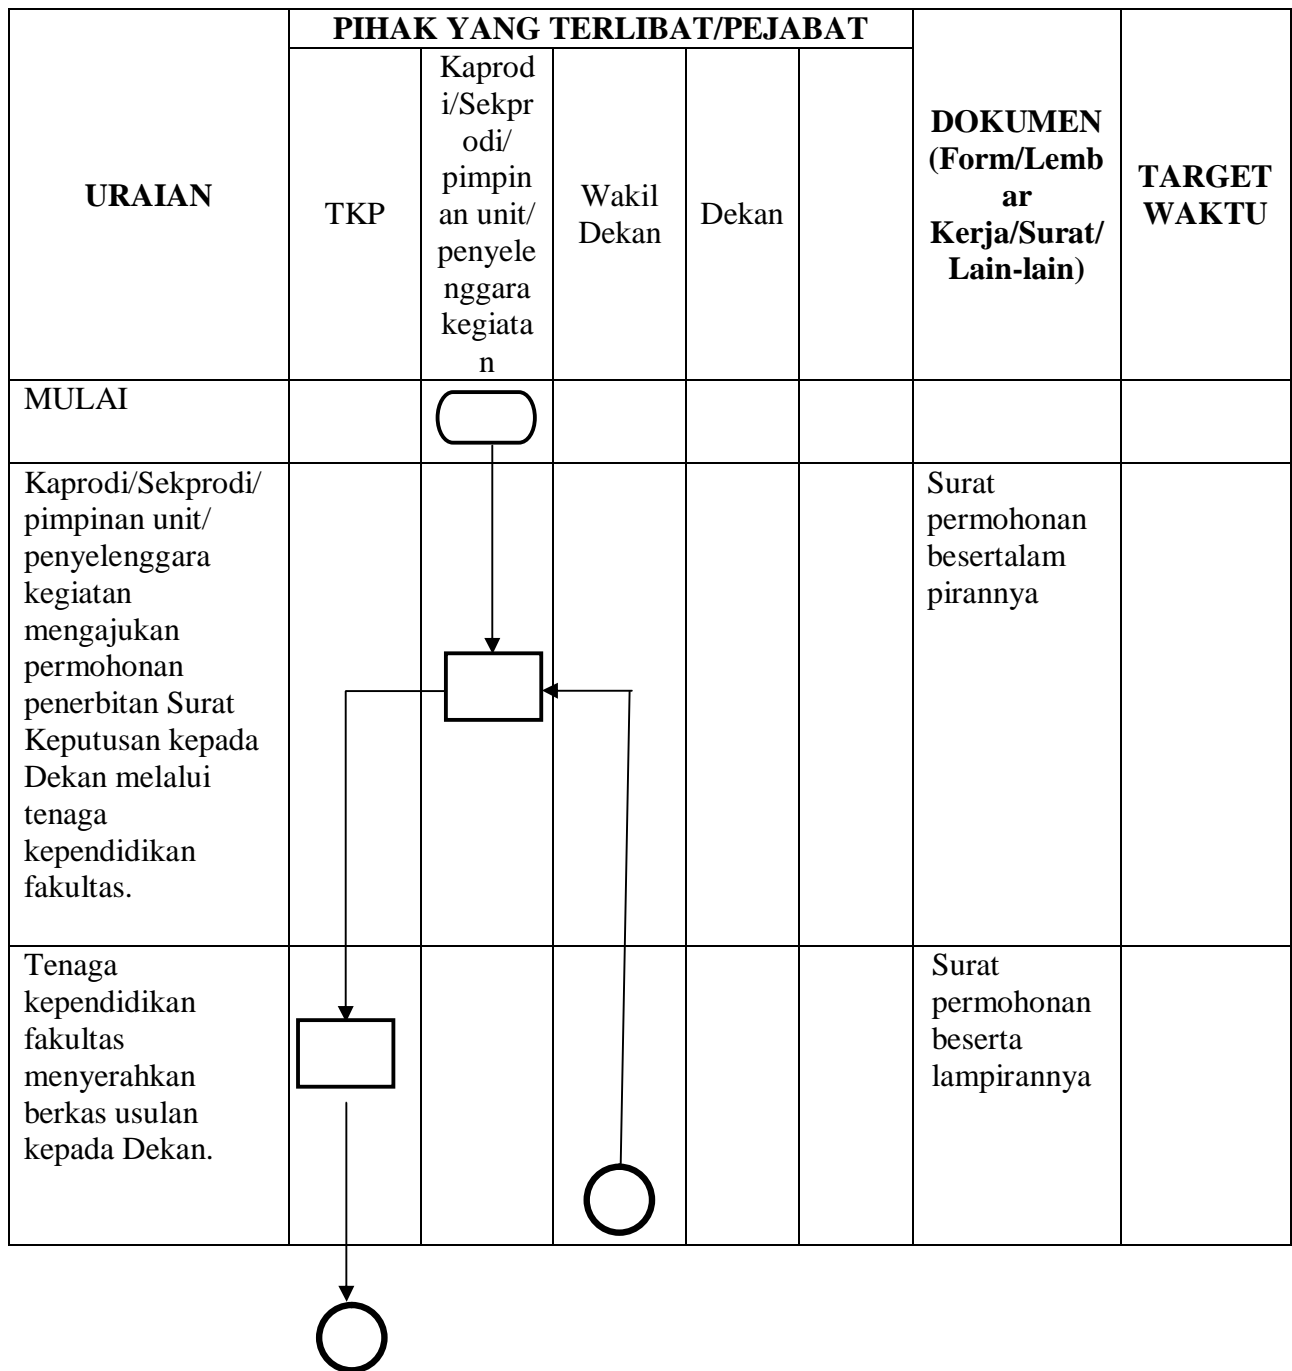 PIHAK YANG TERLIBAT/PEJABAT
URAIAN
TKP
Kaprod
i/Sekpr
odi/
pimpin
an unit/
penyele
nggara
kegiata
n
Wakil
Dekan
Dekan
DOKUMEN
(Form/Lemb
ar
Kerja/Surat/
Lain-lain)
TARGET
WAKTU
MULAI
Kaprodi/Sekprodi/
pimpinan unit/
penyelenggara
kegiatan
mengajukan
permohonan
penerbitan Surat
Keputusan kepada
Dekan melalui
tenaga
kependidikan
fakultas.
Surat
permohonan
besertalam
pirannya
Tenaga
kependidikan
fakultas
menyerahkan
berkas usulan
kepada Dekan.
Surat
permohonan
beserta
lampirannya